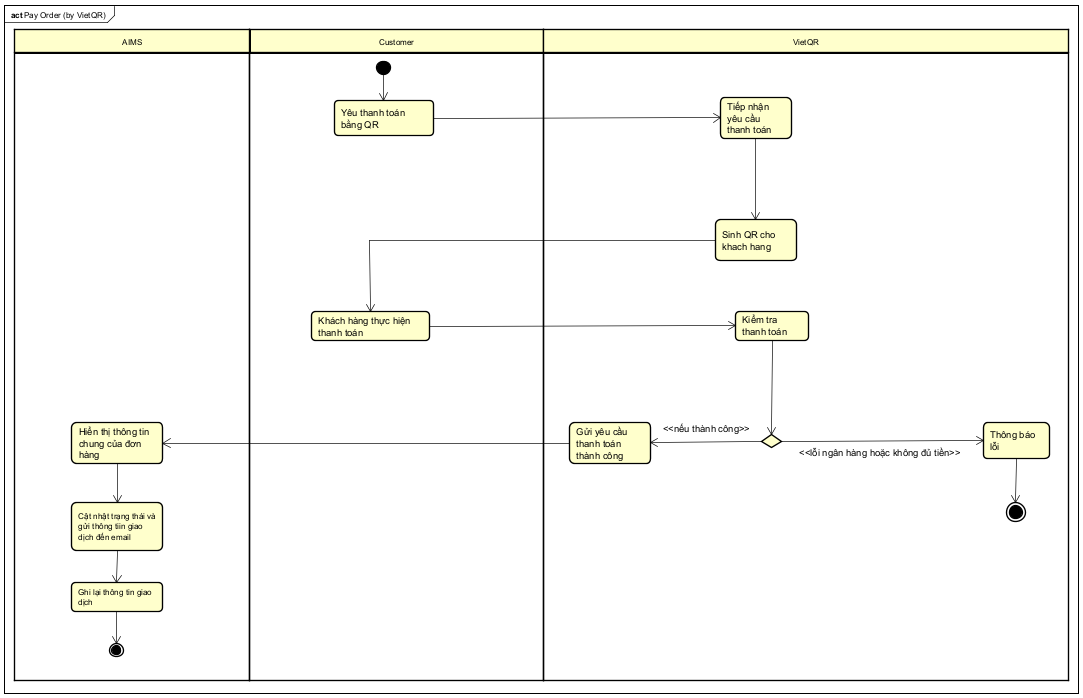 act Pay Order (by VietQR)
AIMS
Customer
VietQR
Yêu thanh toán
bằng QR
Tiếp nhận
yêu cầu
thanh toán
Sinh QR cho
khach hang
Khách hàng thực hiện
thanh toán
Kiểm tra
thanh toán
Hiển thị thông tin
chung của đơn
hàng
Gửi yêu cầu
thanh toán
thành công
<<nếu thành công>>
<<lỗi ngân hàng hoặc không đủ tiền>>
Thông báo
lỗi
Cật nhật trạng thái và
gửi thông tiin giao
dịch đến email
Ghi lại thông tin giao
dịch